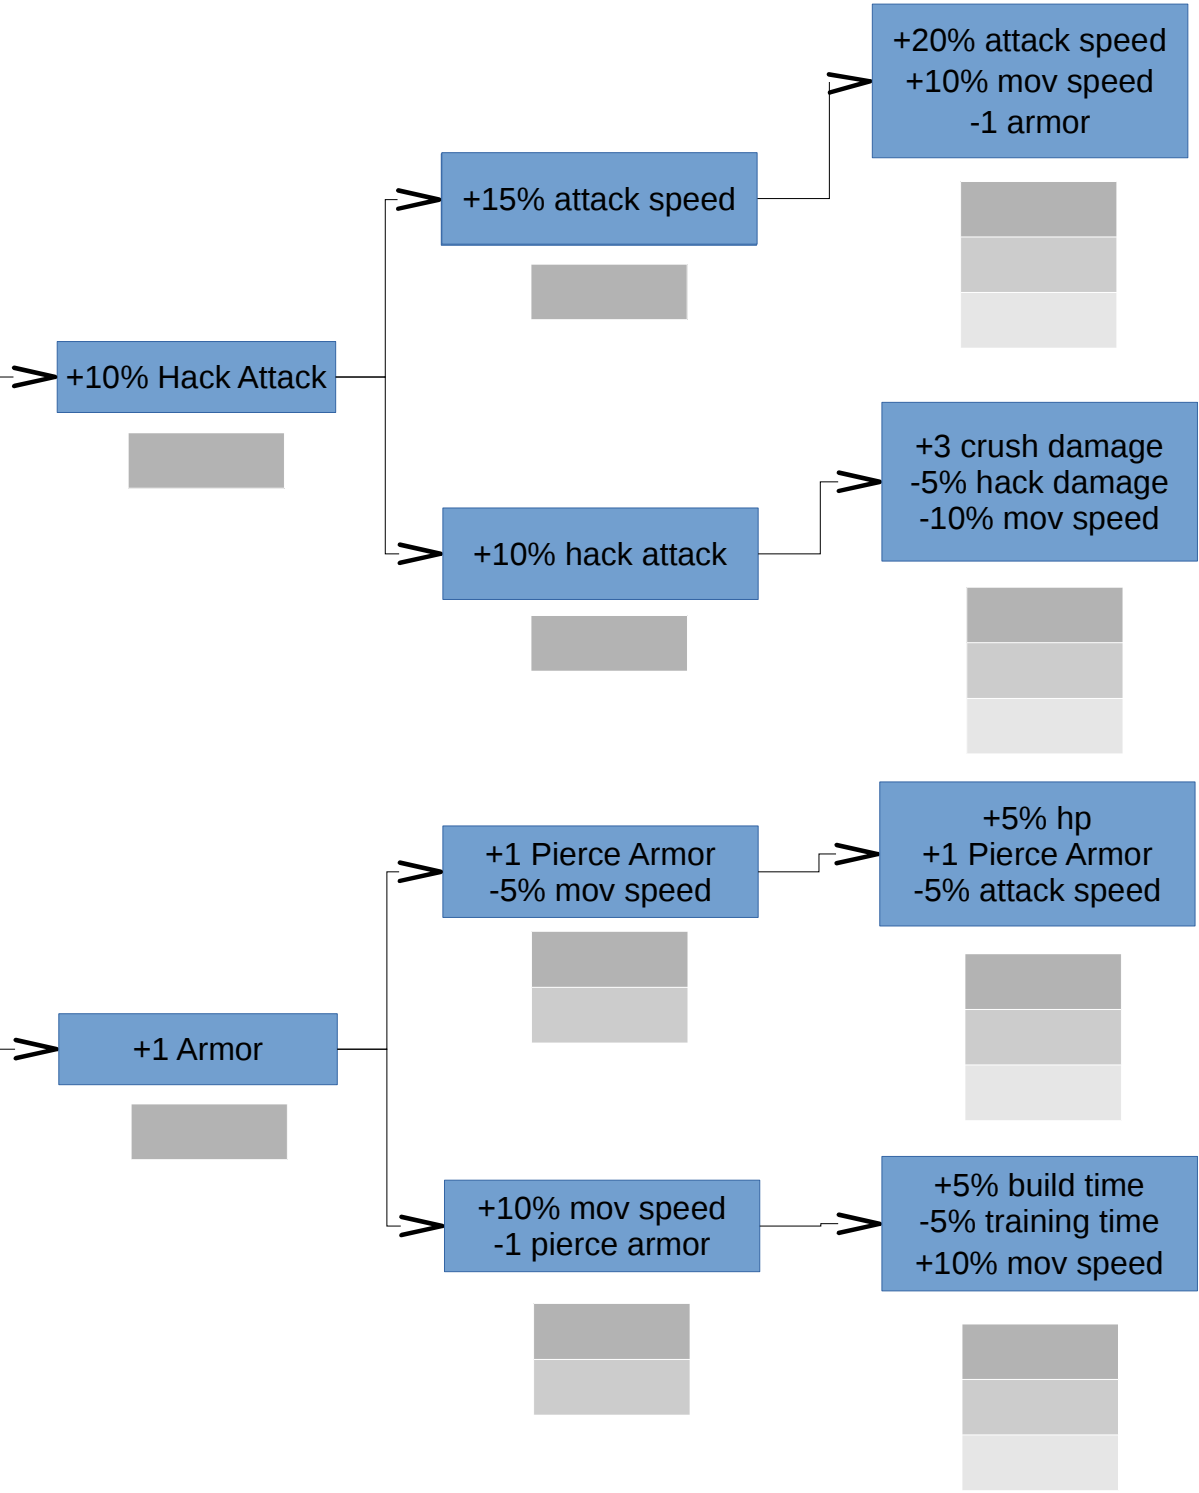 +20% attack speed
+10% mov speed
-1 armor
+15% attack speed
+10% Hack Attack
+3 crush damage
-5% hack damage
-10% mov speed
+10% hack attack
+5% hp
+1 Pierce Armor
-5% attack speed
+1 Pierce Armor
-5% mov speed
+1 Armor
+10% mov speed
-1 pierce armor
+5% build time
-5% training time
+10% mov speed